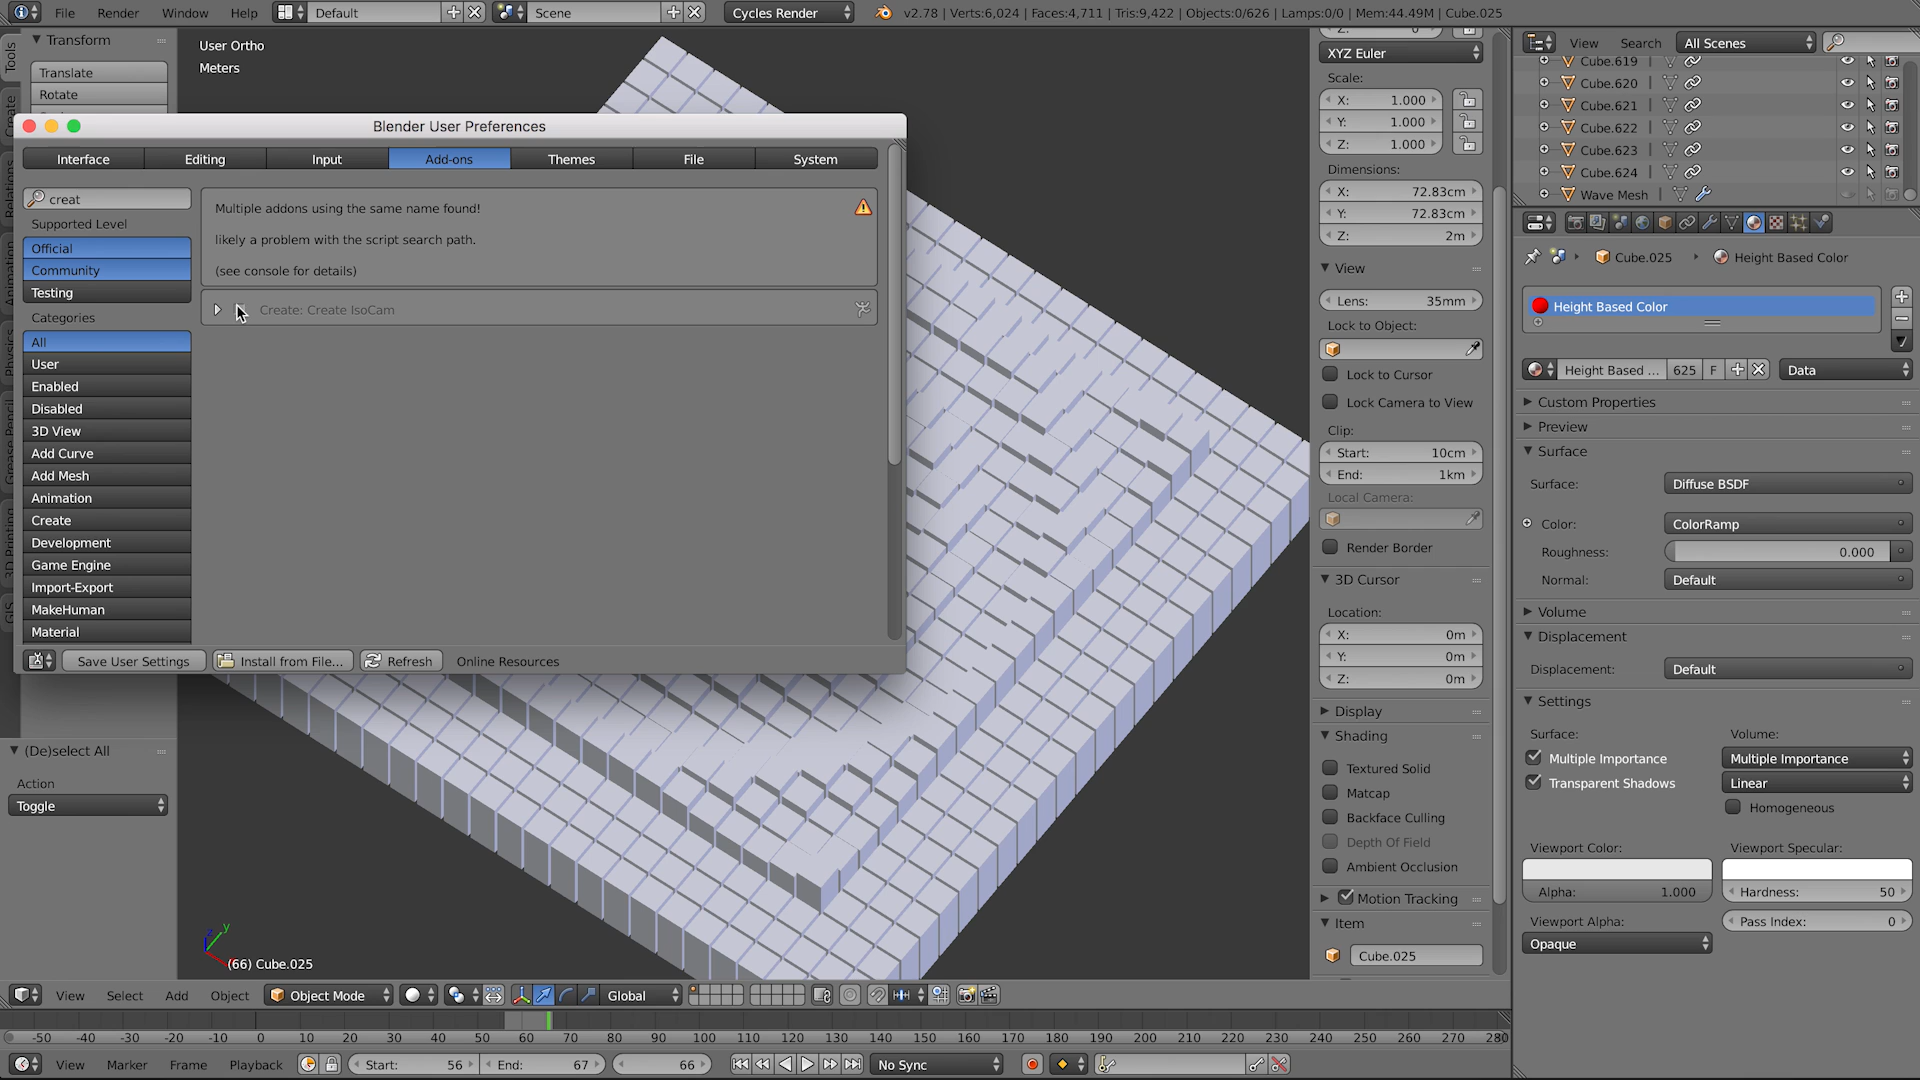 File Render Window Help Default Scene Cycles Render v2.78 | Verts:6,024 | Faces:4,711 | Tris:9,422 | Objects:0/626 | Lamps:0/0 | Mem:44.49M | Cube.025
Transform
Translate
Rotate
Tools
Create
Relations
Animation
Physics
Grease Pencil
3D Printing
GIS
User Ortho
Meters
Blender User Preferences
Interface Editing Input Add-ons Themes File System
creat
Supported Level
Official
Community
Testing
Categories
All
User
Enabled
Disabled
3D View
Add Curve
Add Mesh
Animation
Create
Development
Game Engine
Import-Export
MakeHuman
Material
Multiple addons using the same name found!
likely a problem with the script search path.
(see console for details)
Create: Create IsoCam
Save User Settings Install from File... Refresh Online Resources
(De)select All
Action
Toggle
z y
(66) Cube.025
XYZ Euler
Scale:
X: 1.000
Y: 1.000
Z: 1.000
Dimensions:
X: 72.83cm
Y: 72.83cm
Z: 2m
View
Lens: 35mm
Lock to Object:
Lock to Cursor
Lock Camera to View
Clip:
Start: 10cm
End: 1km
Local Camera:
Render Border
3D Cursor
Location:
X: 0m
Y: 0m
Z: 0m
Display
Shading
Textured Solid
Matcap
Backface Culling
Depth Of Field
Ambient Occlusion
Motion Tracking
Item
Cube.025
View Search All Scenes
Cube.619
Cube.620
Cube.621
Cube.622
Cube.623
Cube.624
Wave Mesh
Cube.025 Height Based Color
Height Based Color
Height Based ... 625 F Data
Custom Properties
Preview
Surface
Surface: Diffuse BSDF
Color: ColorRamp
Roughness: 0.000
Normal: Default
Volume
Displacement
Displacement: Default
Settings
Surface: Volume:
Multiple Importance Multiple Importance
Transparent Shadows Linear
Homogeneous
Viewport Color: Viewport Specular:
Alpha: 1.000 Hardness: 50
Viewport Alpha: Pass Index: 0
Opaque
View Select Add Object Object Mode Global
-50 -40 -30 -20 -10 0 10 20 30 40 50 60 70 80 90 100 110 120 130 140 150 160 170 180 190 200 210 220 230 240 250 260 270 280
View Marker Frame Playback Start: 56 End: 67 66 No Sync